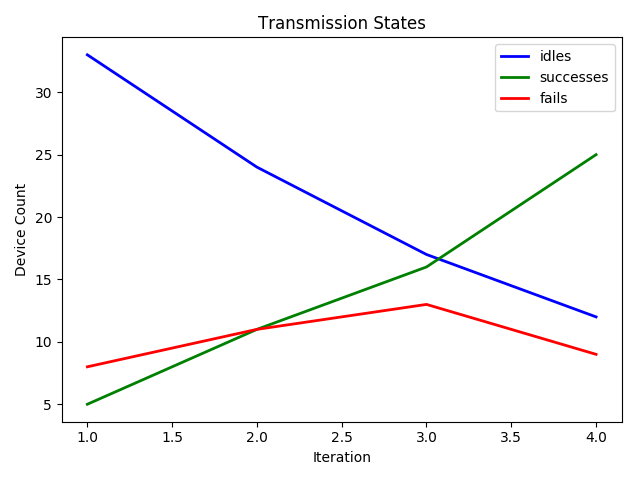 Transmission States
idles
successes
fails
30
25
20
15
10
5
Device Count
1.0 1.5 2.0 2.5 3.0 3.5 4.0
Iteration